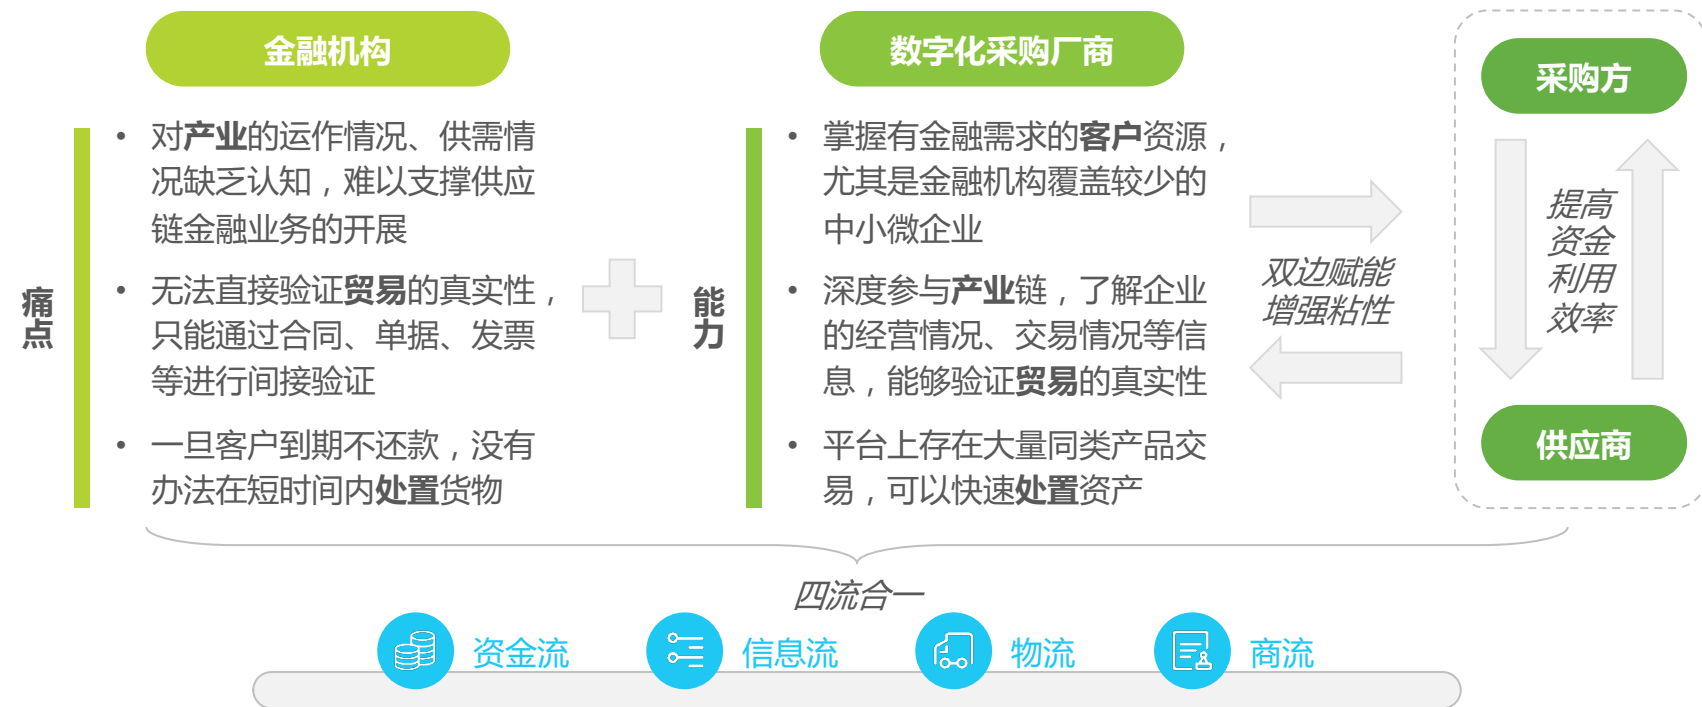 金融机构
痛点
• 对产业的运作情况、供需情
况缺乏认知，难以支撑供应
链金融业务的开展
• 无法直接验证贸易的真实性，
只能通过合同、单据、发票
等进行间接验证
• 一旦客户到期不还款，没有
办法在短时间内处置货物
数字化采购厂商
能力
• 掌握有金融需求的客户资源，
尤其是金融机构覆盖较少的
中小微企业
• 深度参与产业链，了解企业
的经营情况、交易情况等信
息，能够验证贸易的真实性
• 平台上存在大量同类产品交
易，可以快速处置资产
双边赋能
增强粘性
采购方
提高
资金
利用
效率
供应商
四流合一
资金流
信息流
物流
商流